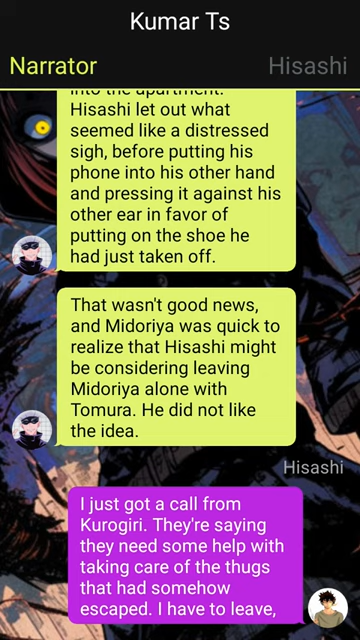 Kumar Ts
Narrator
Hisashi
into the apartment.
Hisashi let out what
seemed like a distressed
sigh, before putting his
phone into his other hand
and pressing it against his
other ear in favor of
putting on the shoe he
had just taken off.
That wasn't good news,
and Midoriya was quick to
realize that Hisashi might
be considering leaving
Midoriya alone with
Tomura. He did not like
the idea.
Hisashi
I just got a call from
Kurogiri. They're saying
they need some help with
taking care of the thugs
that had somehow
escaped. I have to leave,